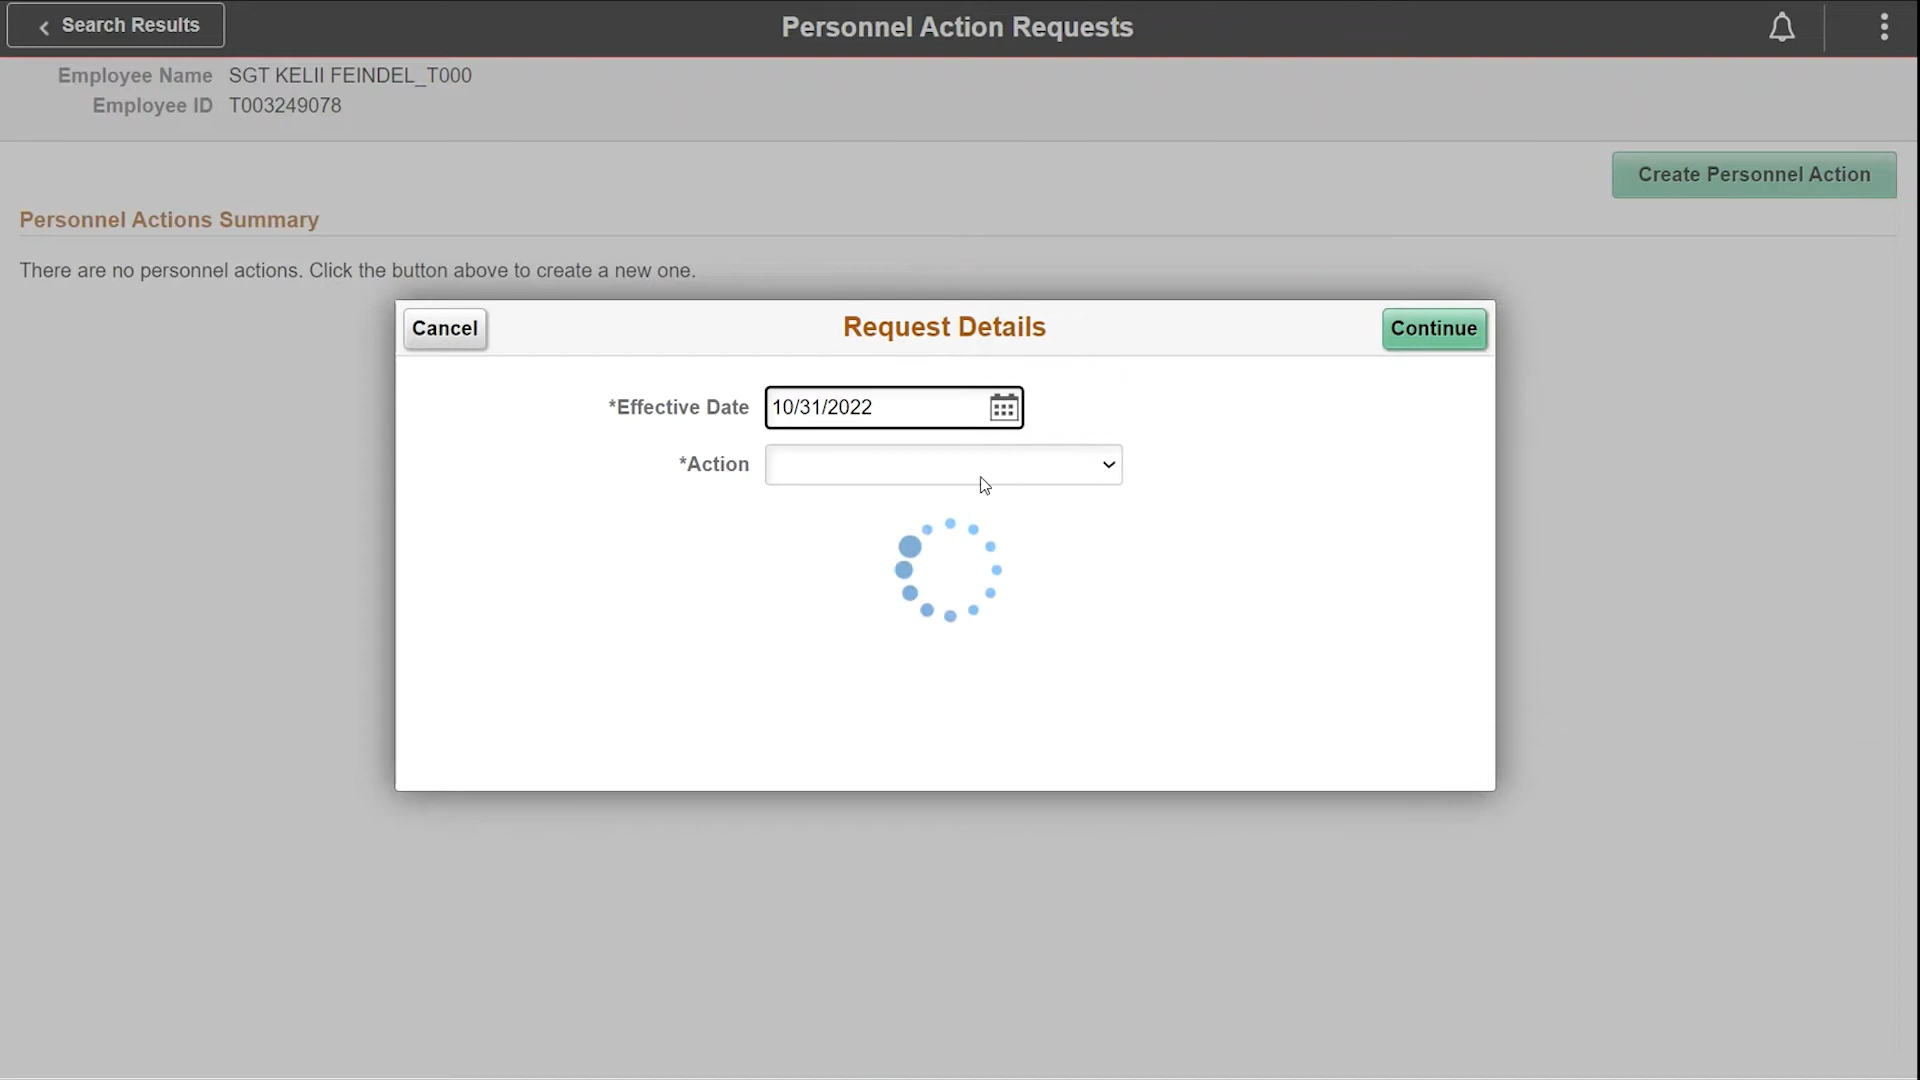 Search Results
Personnel Action Requests
Employee Name SGT KELII FEINDEL_T000
Employee ID T003249078
Create Personnel Action
Personnel Actions Summary
There are no personnel actions. Click the button above to create a new one.
Cancel
Request Details
Continue
*Effective Date 10/31/2022
*Action